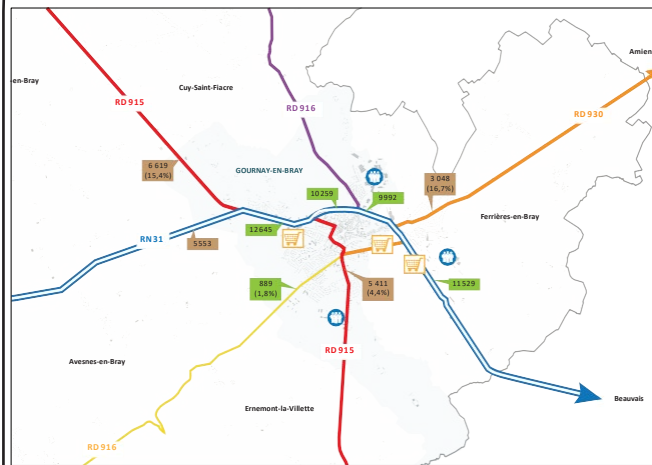 Amien
-en-Bray
Cuy-Saint-Fiacre
RD 915
RD 916
RD 930
6 619
(15,4%)
GOURNAY-EN-BRAY
3 048
(16,7%)
10259
9992
Ferrières-en-Bray
12645
RN31
5553
889
(1,8%)
5 411
(4,4%)
11529
RD 915
Avesnes-en-Bray
Beauvais
Ernemont-la-Villette
RD 916